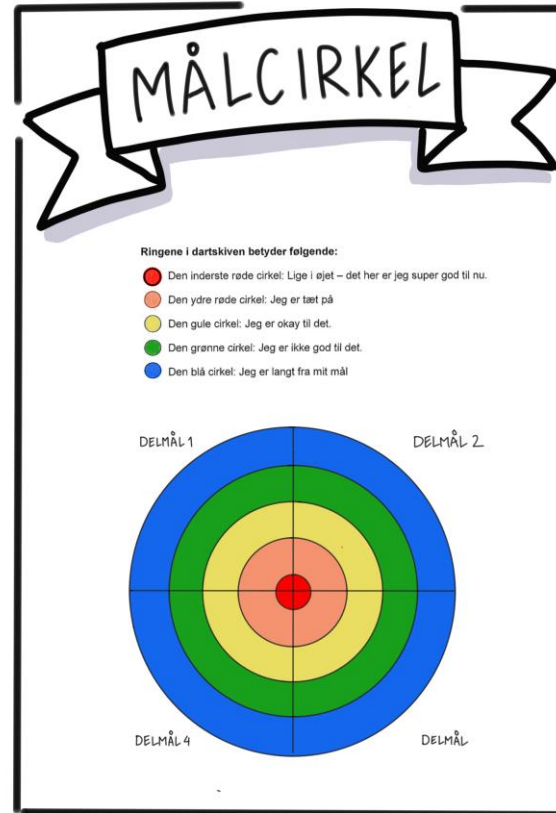 MÅLCIRKEL
Ringene i dartskiven betyder følgende:
Den inderste røde cirkel: Lige i øjet – det her er jeg super god til nu.
Den ydre røde cirkel: Jeg er tæt på
Den gule cirkel: Jeg er okay til det.
Den grønne cirkel: Jeg er ikke god til det.
Den blå cirkel: Jeg er langt fra mit mål
DELMÅL 1
DELMÅL 2
DELMÅL 4
DELMÅL